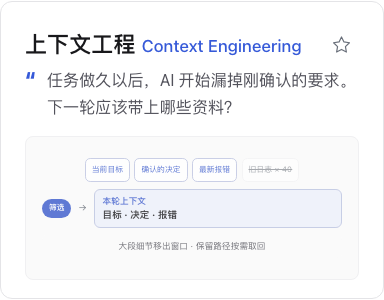 上下文工程 Context Engineering
“ 任务做久以后，AI 开始漏掉刚确认的要求。
下一轮应该带上哪些资料？
当前目标 确认的决定 最新报错 旧日志 × 40
筛选 → 本轮上下文
目标 · 决定 · 报错
大段细节移出窗口 · 保留路径按需取回